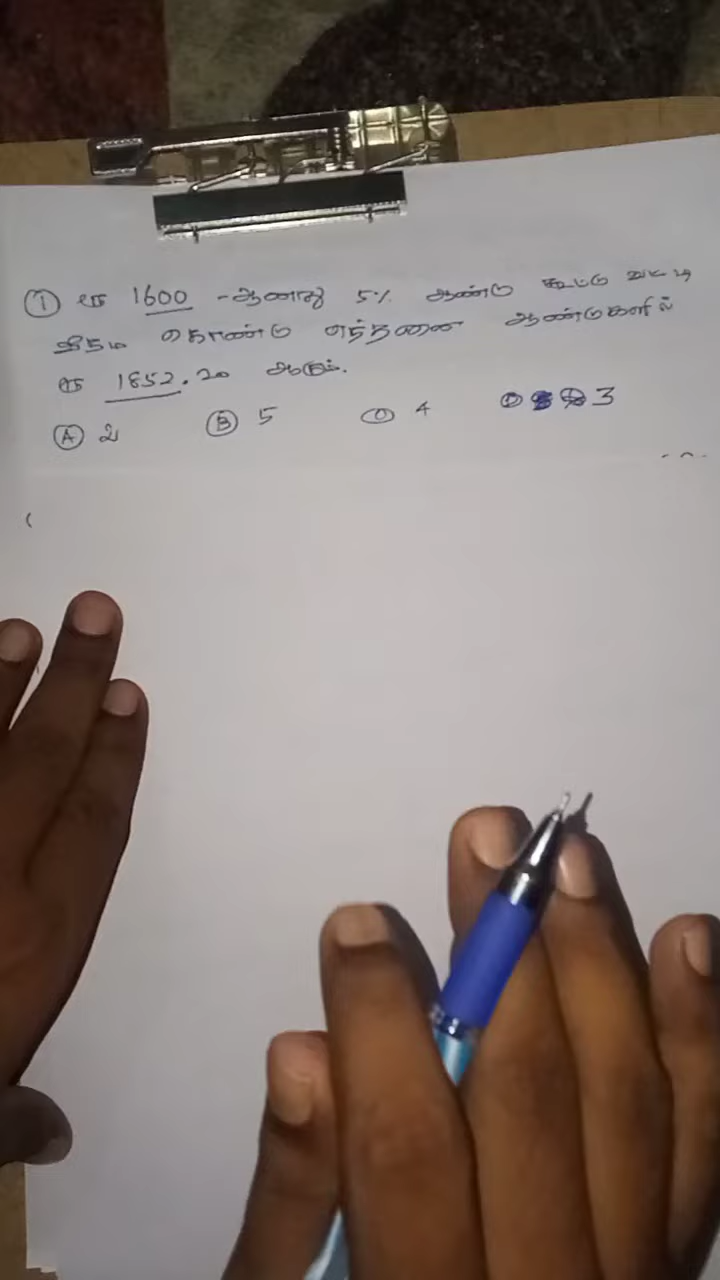 ① ரூ 1600 -ஆனது 5% ஆண்டு கூட்டு வட்டி
வீதம் கொண்டு எத்தனை ஆண்டுகளில்
ரூ 1852.20 ஆகும்.
Ⓐ 2 Ⓑ 5 Ⓒ 4 Ⓓ 3